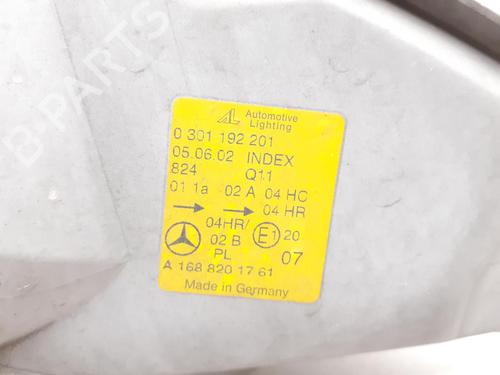 Automotive
Lighting
0 301 192 201
05.06.02 INDEX
824 Q11
01 1a 02 A 04 HC
04 HR
04HR/
02 B E1 20
PL 07
A 168 820 17 61
Made in Germany